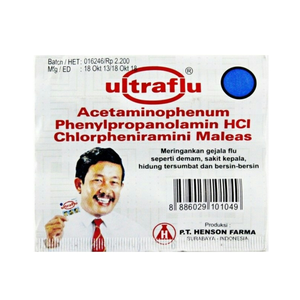 Batch / HET : 016246/Rp 2.200
Mfg / ED : 18 Okt 13/18 Okt 18
ultraflu ®
Acetaminophenum
Phenylpropanolamin HCl
Chlorpheniramini Maleas
Meringankan gejala flu
seperti demam, sakit kepala,
hidung tersumbat dan bersin-bersin
8 886029 101049
Produksi :
P.T. HENSON FARMA
SURABAYA - INDONESIA